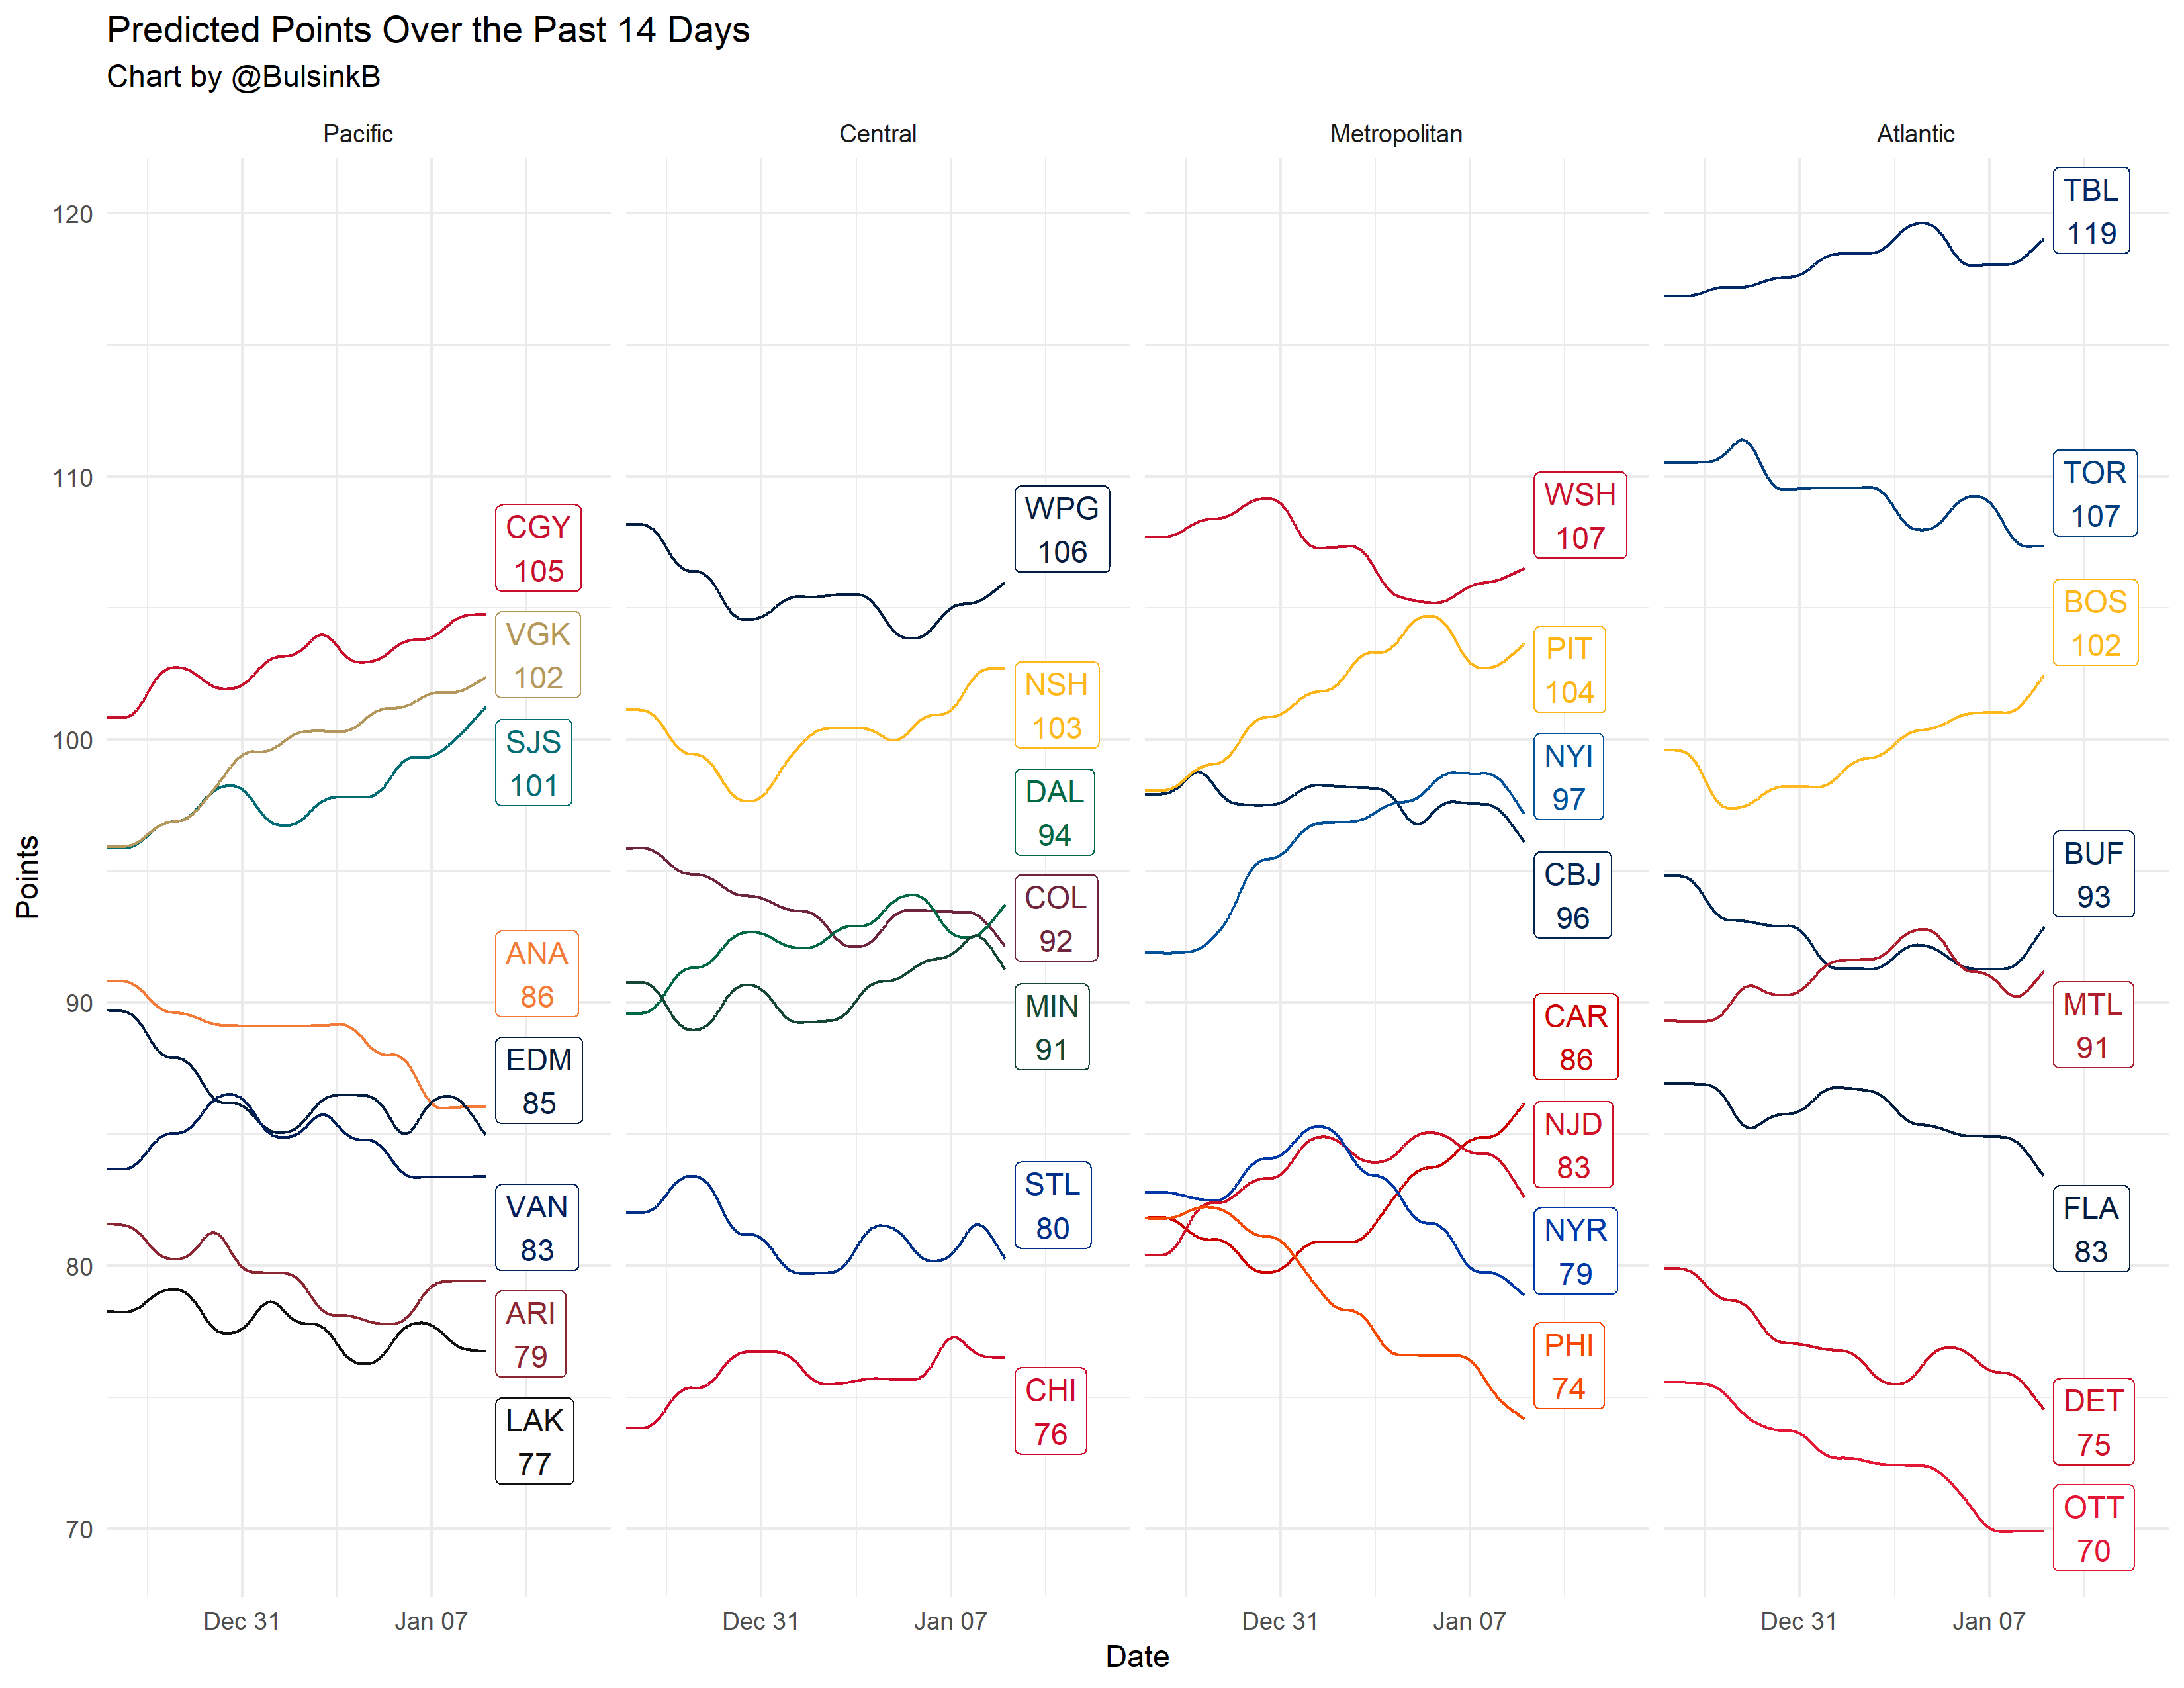 Predicted Points Over the Past 14 Days
Chart by @BulsinkB
Pacific
Central
Metropolitan
Atlantic
Points
120
110
100
90
80
70
CGY
105
VGK
102
SJS
101
ANA
86
EDM
85
VAN
83
ARI
79
LAK
77
WPG
106
NSH
103
DAL
94
COL
92
MIN
91
STL
80
CHI
76
WSH
107
PIT
104
NYI
97
CBJ
96
CAR
86
NJD
83
NYR
79
PHI
74
TBL
119
TOR
107
BOS
102
BUF
93
MTL
91
FLA
83
DET
75
OTT
70
Dec 31
Jan 07
Dec 31
Jan 07
Dec 31
Jan 07
Dec 31
Jan 07
Date